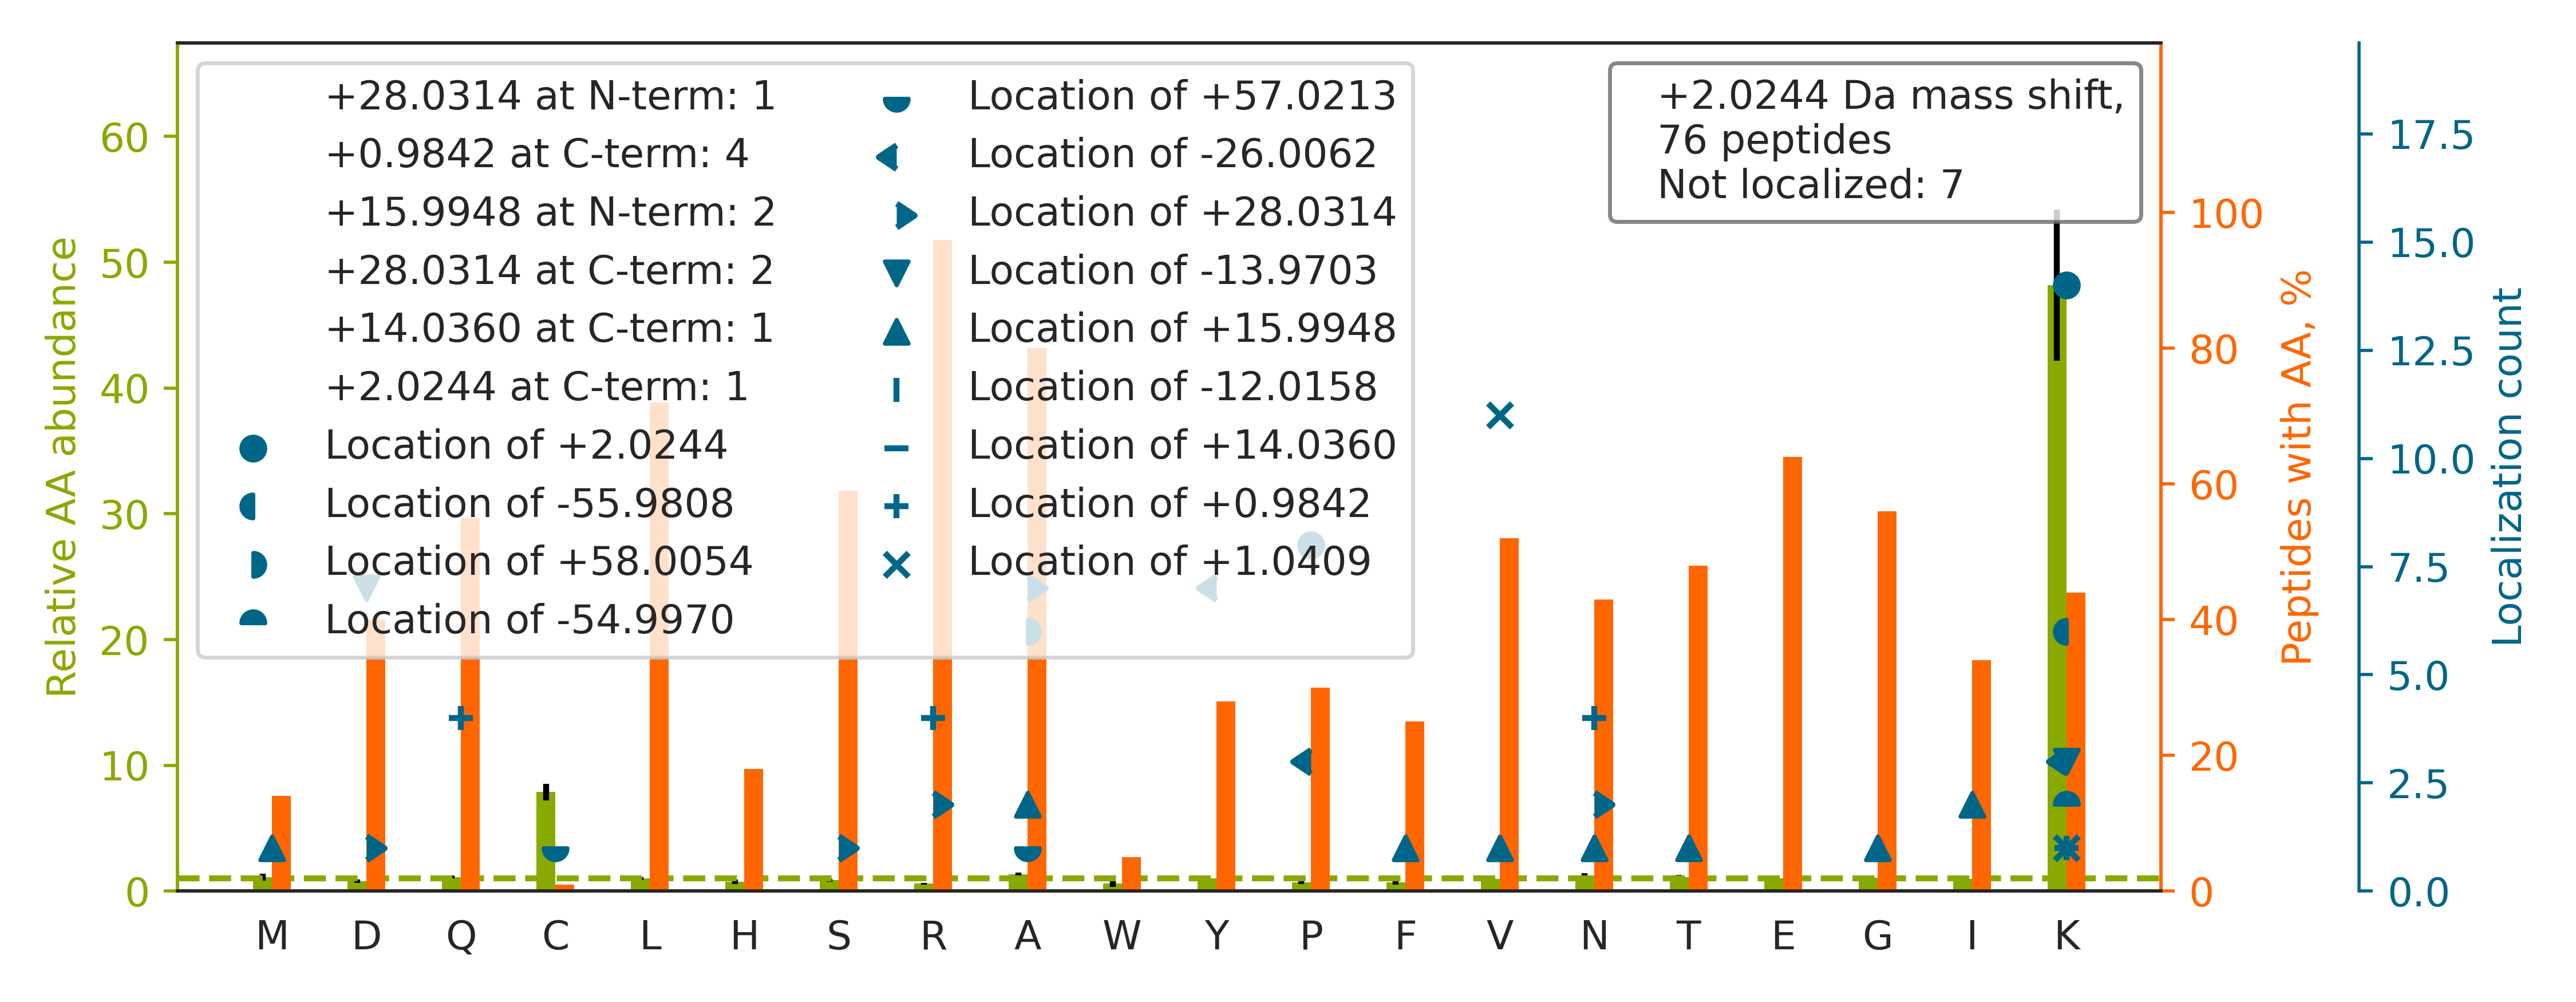 +28.0314 at N-term: 1
+0.9842 at C-term: 4
+15.9948 at N-term: 2
+28.0314 at C-term: 2
+14.0360 at C-term: 1
+2.0244 at C-term: 1
Location of +2.0244
Location of -55.9808
Location of +58.0054
Location of -54.9970
Location of +57.0213
Location of -26.0062
Location of +28.0314
Location of -13.9703
Location of +15.9948
Location of -12.0158
Location of +14.0360
Location of +0.9842
Location of +1.0409
+2.0244 Da mass shift,
76 peptides
Not localized: 7
Relative AA abundance
60
50
40
30
20
10
0
M D Q C L H S R A W Y P F V N T E G I K
100
80
60
40
20
0
Peptides with AA, %
17.5
15.0
12.5
10.0
7.5
5.0
2.5
0.0
Localization count